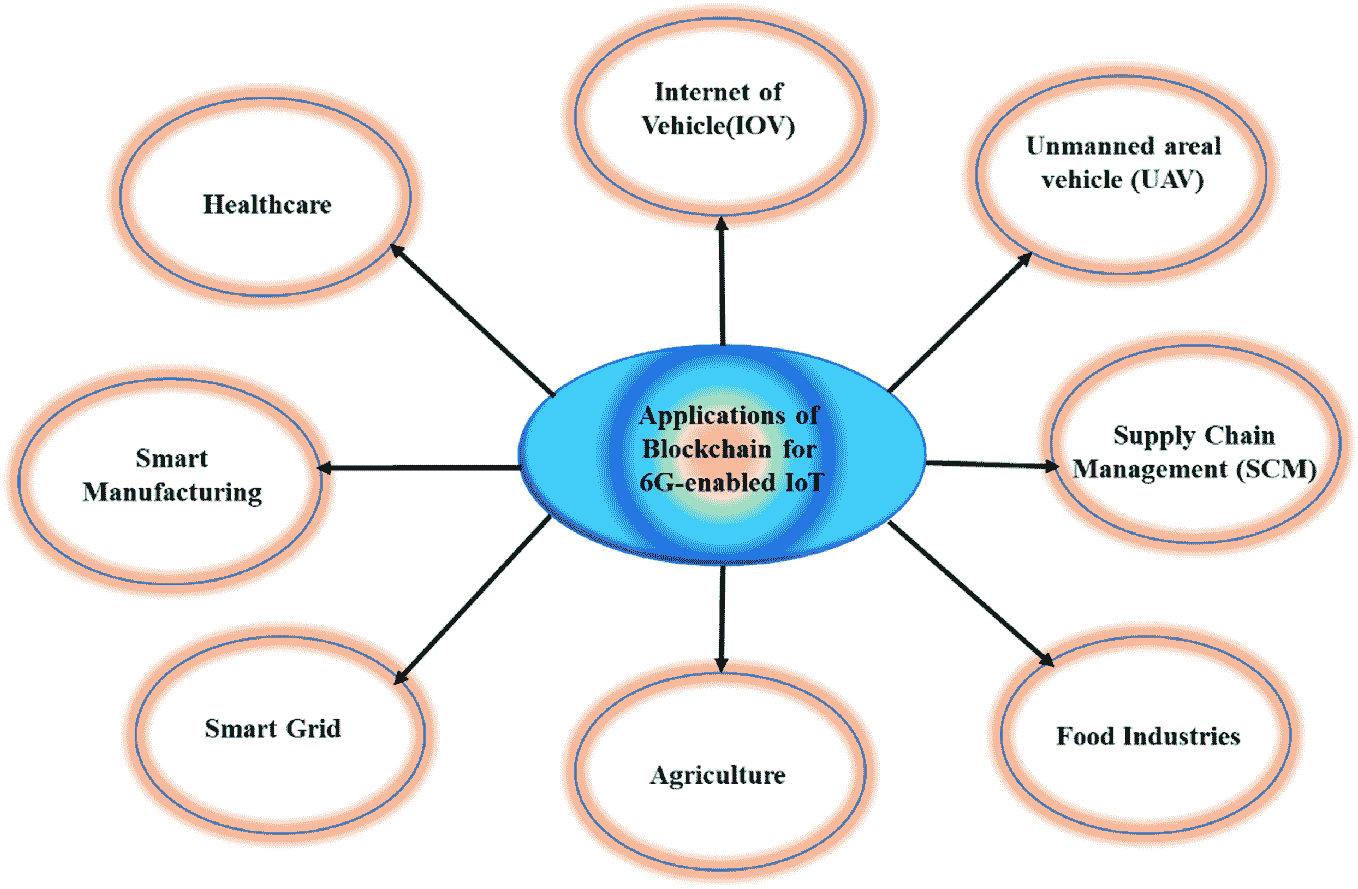 Internet of
Vehicle(IOV)
Unmanned areal
vehicle (UAV)
Healthcare
Applications of
Blockchain for
6G-enabled IoT
Supply Chain
Management (SCM)
Smart
Manufacturing
Smart Grid
Agriculture
Food Industries